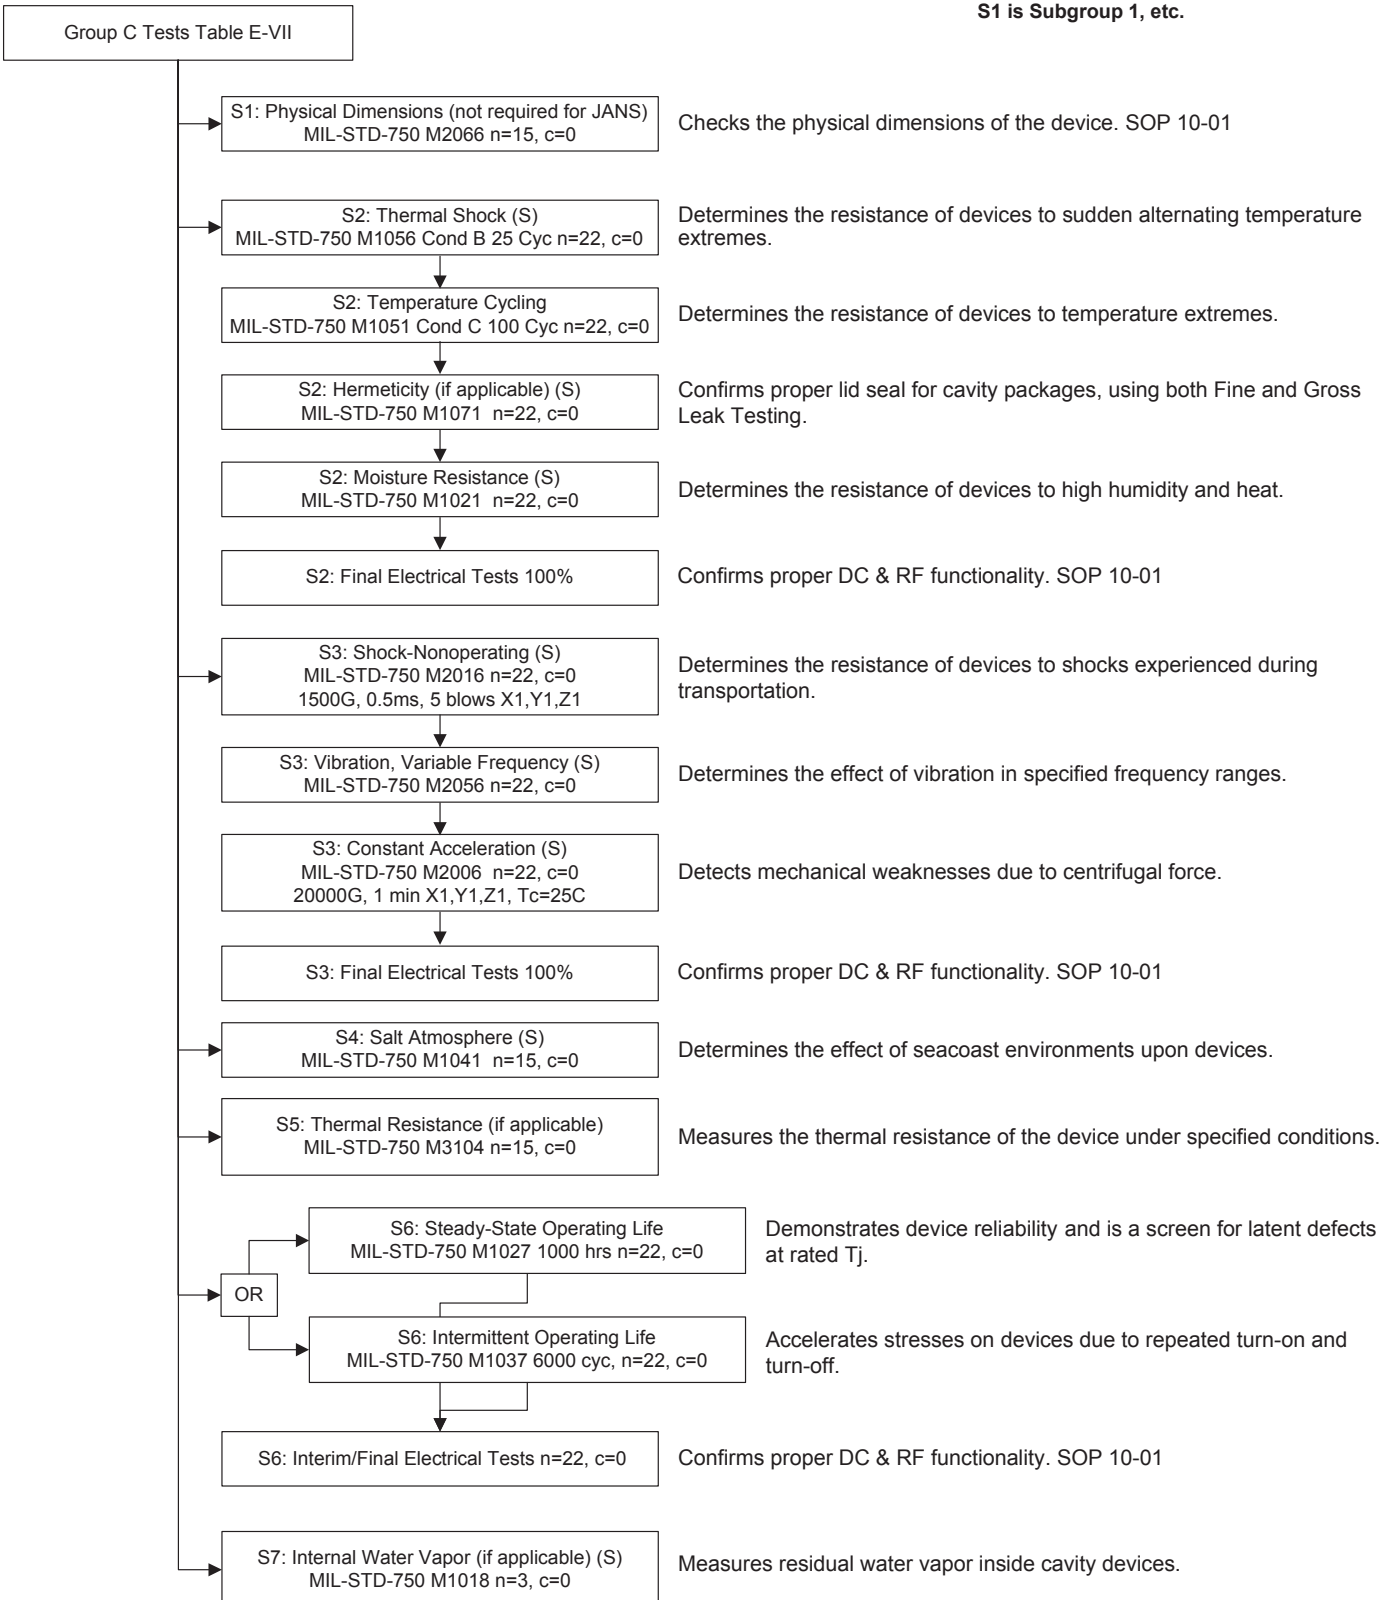 S1 is Subgroup 1, etc.
Group C Tests Table E-VII
S1: Physical Dimensions (not required for JANS)
MIL-STD-750 M2066 n=15, c=0
Checks the physical dimensions of the device. SOP 10-01
S2: Thermal Shock (S)
MIL-STD-750 M1056 Cond B 25 Cyc n=22, c=0
Determines the resistance of devices to sudden alternating temperature
extremes.
S2: Temperature Cycling
MIL-STD-750 M1051 Cond C 100 Cyc n=22, c=0
Determines the resistance of devices to temperature extremes.
S2: Hermeticity (if applicable) (S)
MIL-STD-750 M1071 n=22, c=0
Confirms proper lid seal for cavity packages, using both Fine and Gross
Leak Testing.
S2: Moisture Resistance (S)
MIL-STD-750 M1021 n=22, c=0
Determines the resistance of devices to high humidity and heat.
S2: Final Electrical Tests 100%
Confirms proper DC & RF functionality. SOP 10-01
S3: Shock-Nonoperating (S)
MIL-STD-750 M2016 n=22, c=0
1500G, 0.5ms, 5 blows X1,Y1,Z1
Determines the resistance of devices to shocks experienced during
transportation.
S3: Vibration, Variable Frequency (S)
MIL-STD-750 M2056 n=22, c=0
Determines the effect of vibration in specified frequency ranges.
S3: Constant Acceleration (S)
MIL-STD-750 M2006 n=22, c=0
20000G, 1 min X1,Y1,Z1, Tc=25C
Detects mechanical weaknesses due to centrifugal force.
S3: Final Electrical Tests 100%
Confirms proper DC & RF functionality. SOP 10-01
S4: Salt Atmosphere (S)
MIL-STD-750 M1041 n=15, c=0
Determines the effect of seacoast environments upon devices.
S5: Thermal Resistance (if applicable)
MIL-STD-750 M3104 n=15, c=0
Measures the thermal resistance of the device under specified conditions.
S6: Steady-State Operating Life
MIL-STD-750 M1027 1000 hrs n=22, c=0
Demonstrates device reliability and is a screen for latent defects
at rated Tj.
OR
S6: Intermittent Operating Life
MIL-STD-750 M1037 6000 cyc, n=22, c=0
Accelerates stresses on devices due to repeated turn-on and
turn-off.
S6: Interim/Final Electrical Tests n=22, c=0
Confirms proper DC & RF functionality. SOP 10-01
S7: Internal Water Vapor (if applicable) (S)
MIL-STD-750 M1018 n=3, c=0
Measures residual water vapor inside cavity devices.